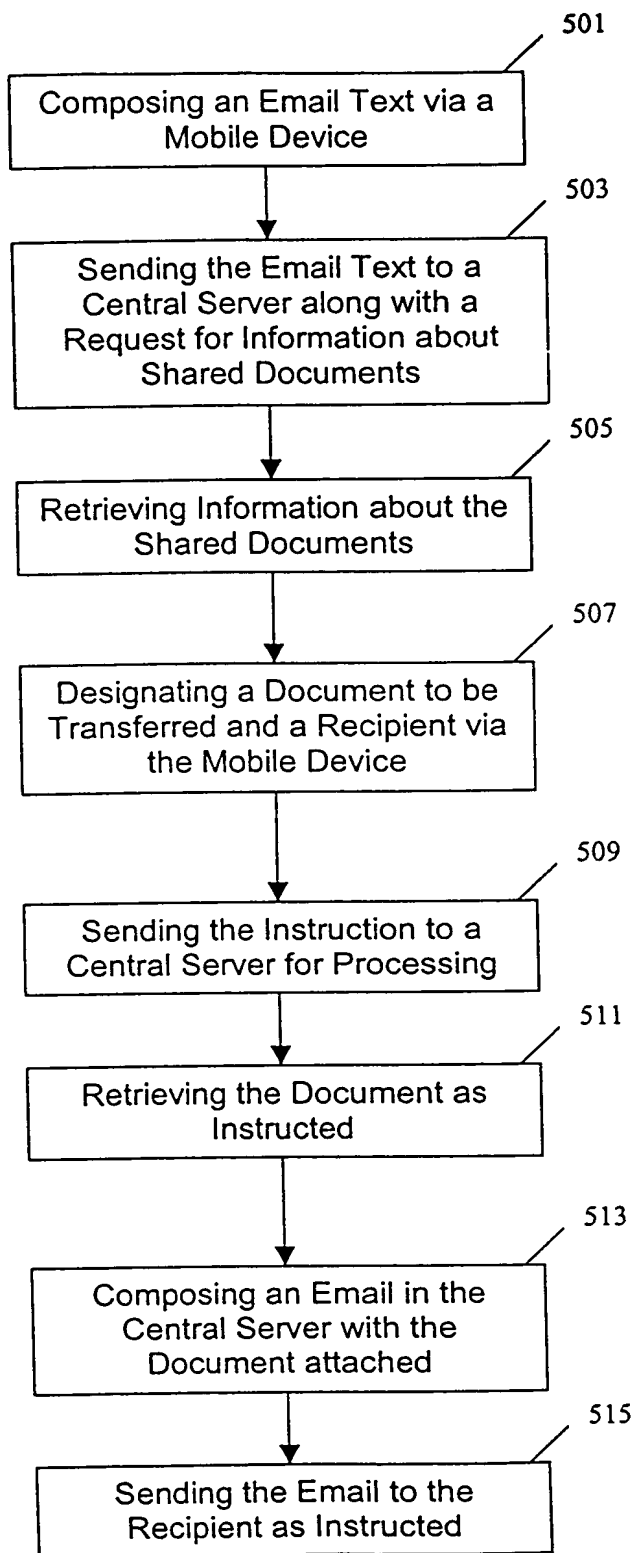 501
Composing an Email Text via a
Mobile Device
503
Sending the Email Text to a
Central Server along with a
Request for Information about
Shared Documents
505
Retrieving Information about the
Shared Documents
507
Designating a Document to be
Transferred and a Recipient via
the Mobile Device
509
Sending the Instruction to a
Central Server for Processing
511
Retrieving the Document as
Instructed
513
Composing an Email in the
Central Server with the
Document attached
515
Sending the Email to the
Recipient as Instructed